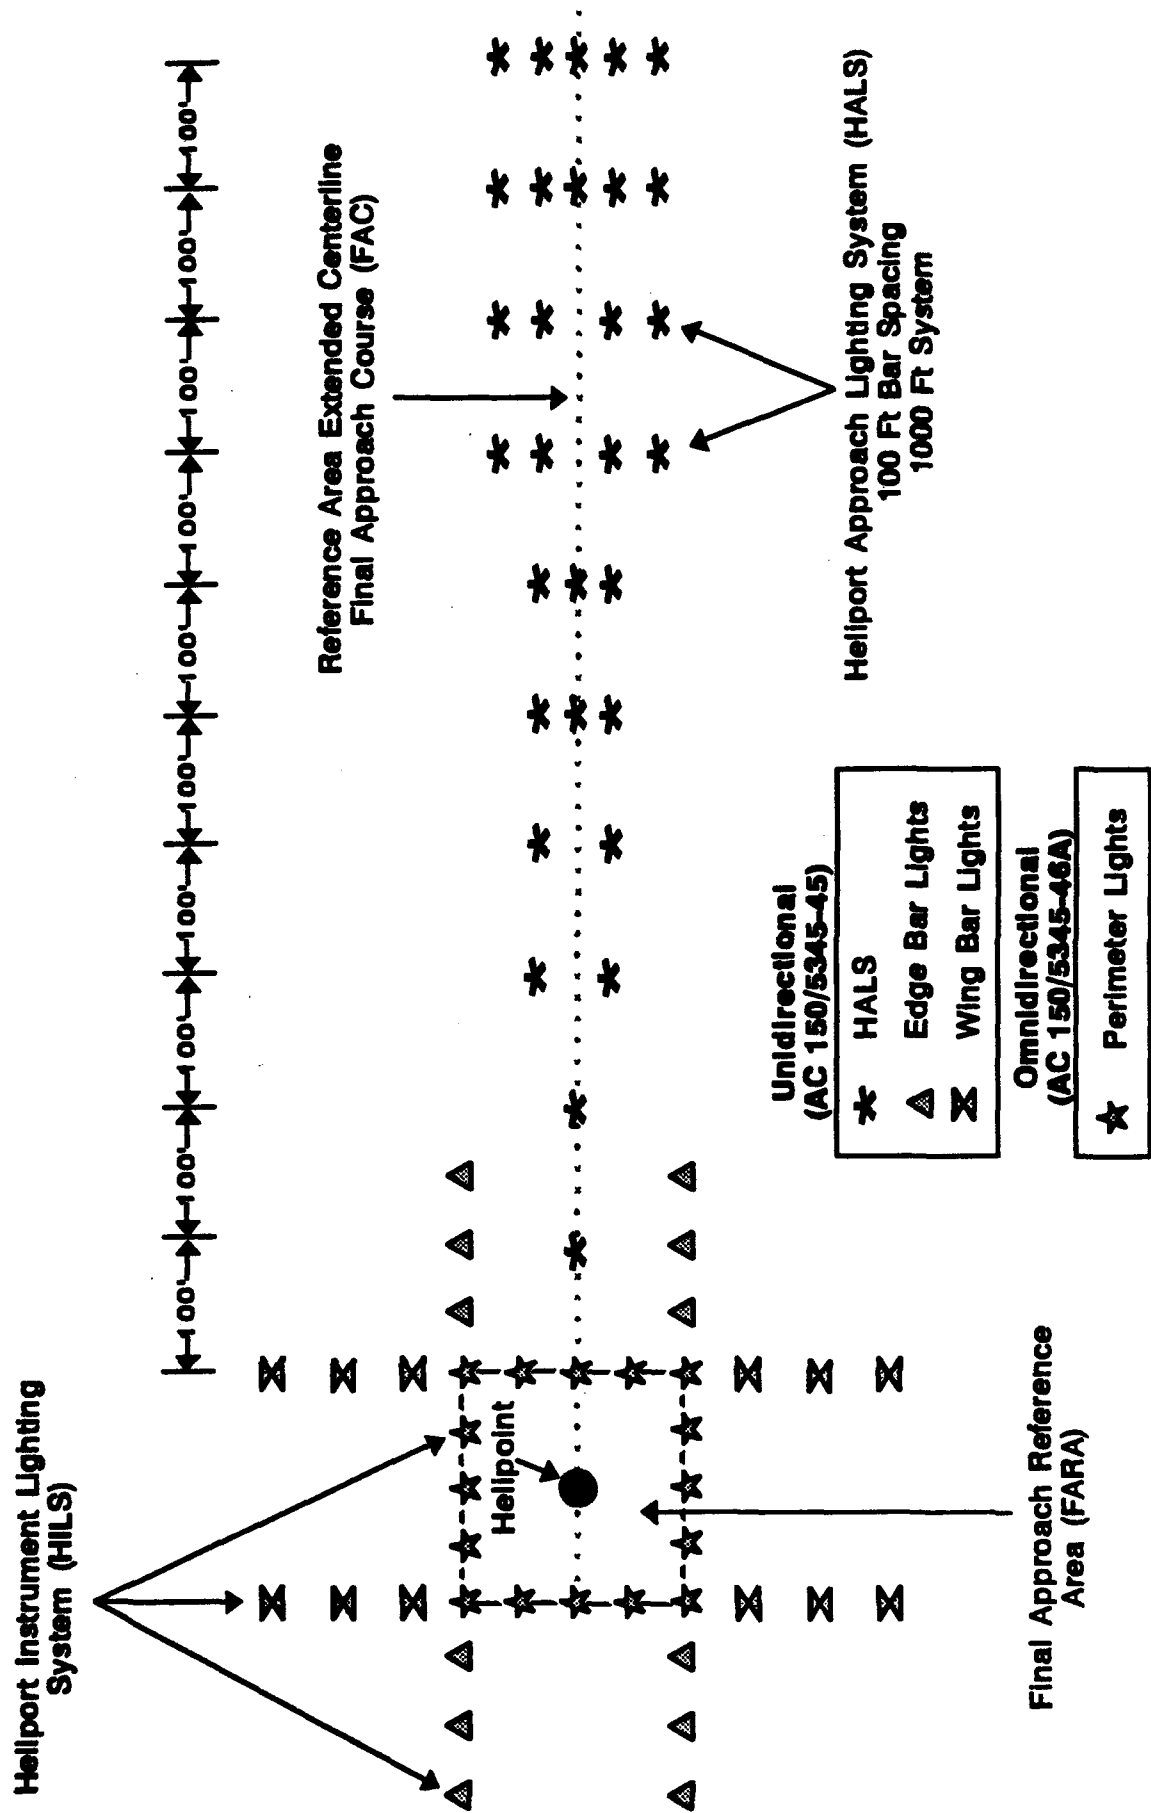 Heliport Instrument Lighting
System (HILS)
100'
100'
100'
100'
100'
100'
100'
100'
100'
100'
Reference Area Extended Centerline
Final Approach Course (FAC)
Helipoint
Heliport Approach Lighting System (HALS)
100 Ft Bar Spacing
1000 Ft System
Final Approach Reference
Area (FARA)
Unidirectional
(AC 150/5345-45)
HALS
Edge Bar Lights
Wing Bar Lights
Omnidirectional
(AC 150/5345-46A)
Perimeter Lights